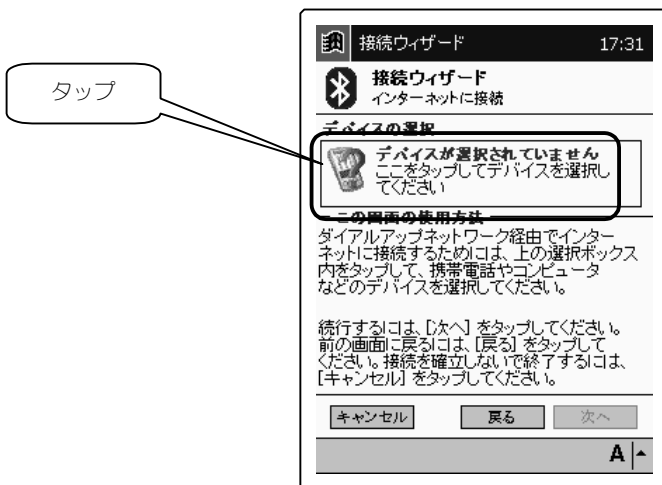 タップ
接続ウィザード 17:31
接続ウィザード
インターネットに接続
デバイスの選択
デバイスが選択されていません
ここをタップしてデバイスを選択し
てください
この画面の使用方法
ダイアルアップネットワーク経由でインター
ネットに接続するためには、上の選択ボックス
内をタップして、携帯電話やコンピュータ
などのデバイスを選択してください。
続行するには、[次へ] をタップしてください。
前の画面に戻るには、[戻る] をタップして
ください。接続を確立しないで終了するには、
[キャンセル] をタップしてください。
キャンセル 戻る 次へ
A